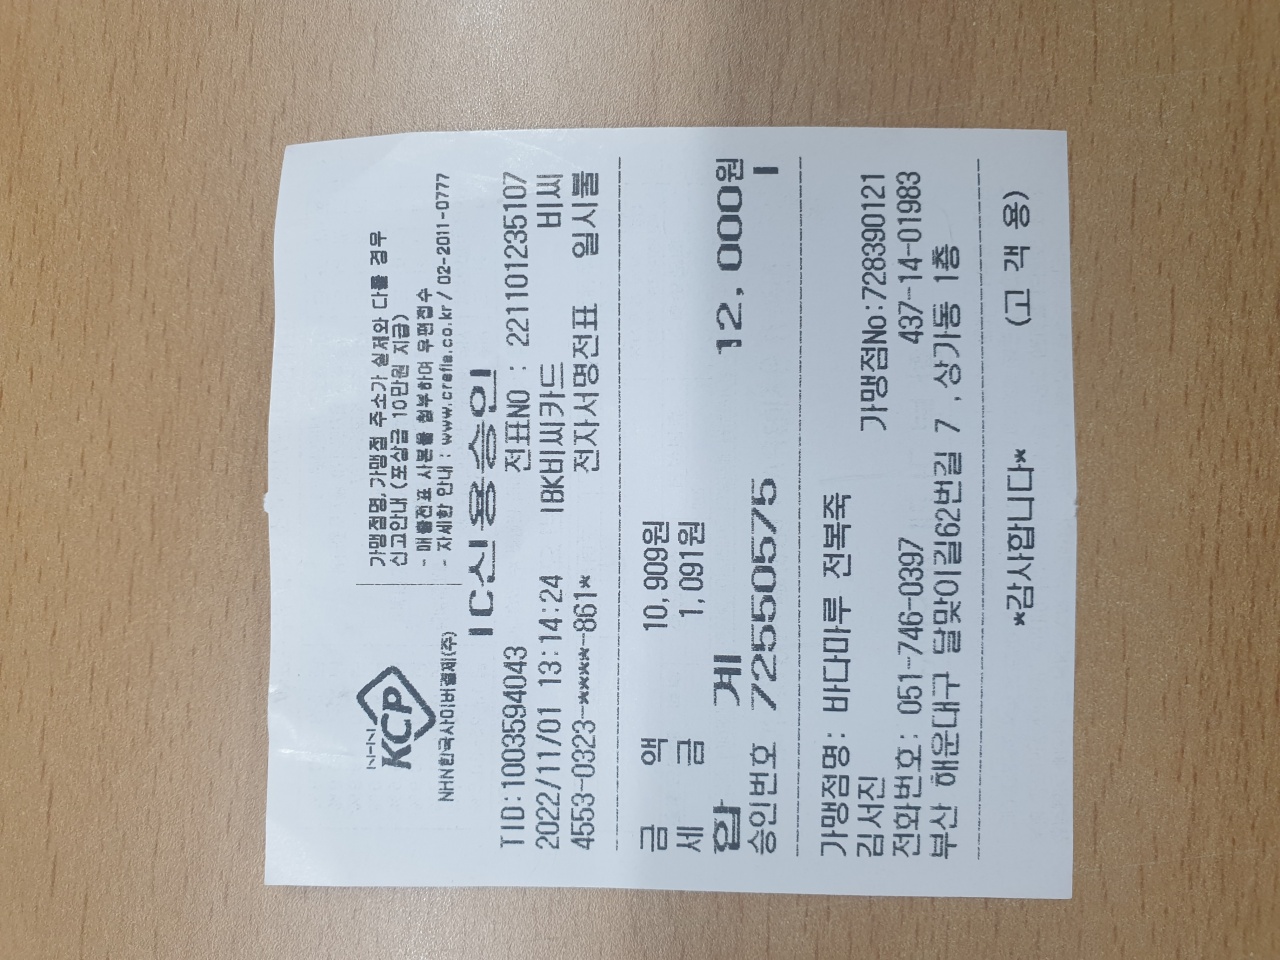 NHN
KCP
NHN한국사이버결제(주)
가맹점명,가맹점 주소가 실제와 다를 경우
신고안내 (포상금 10만원 지급)
- 매출전표 사본을 첨부하여 우편접수
- 자세한 안내 : www.crefia.co.kr / 02-2011-0777
IC신용승인
TID:1003594043 전표NO : 221101235107
2022/11/01 13:14:24 IBK비씨카드 비씨
4553-0323-****-861* 전자서명전표 일시불
금 액 10,909원
세 금 1,091원
합 계 12,000원
승인번호 72550575 I
가맹점명: 바다마루 전복죽
김서진 가맹점No:728390121
전화번호: 051-746-0397 437-14-01983
부산 해운대구 달맞이길62번길 7 ,상가동 1층
*감사합니다* (고 객 용)